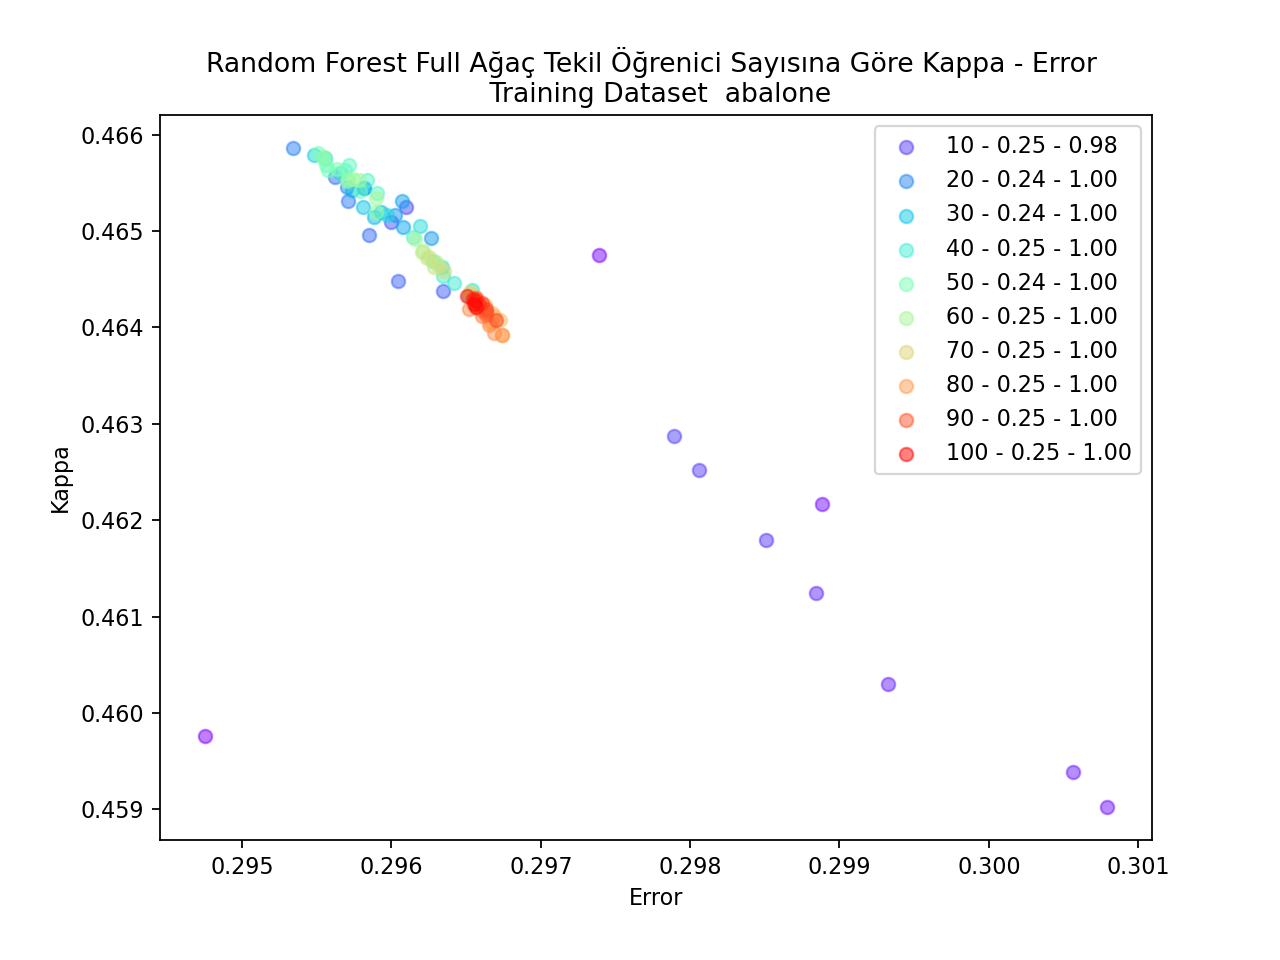 Random Forest Full Ağaç Tekil Öğrenici Sayısına Göre Kappa - Error
Training Dataset  abalone
0.466
0.465
0.464
0.463
0.462
0.461
0.460
0.459
Kappa
10 - 0.25 - 0.98
20 - 0.24 - 1.00
30 - 0.24 - 1.00
40 - 0.25 - 1.00
50 - 0.24 - 1.00
60 - 0.25 - 1.00
70 - 0.25 - 1.00
80 - 0.25 - 1.00
90 - 0.25 - 1.00
100 - 0.25 - 1.00
0.295 0.296 0.297 0.298 0.299 0.300 0.301
Error